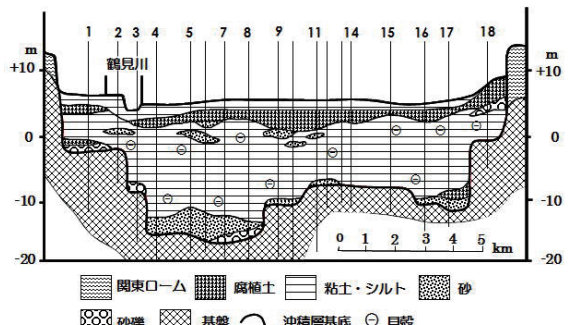 1 2 3 4 5 7 8 9 11 14 15 16 17 18
m 鶴見川 m
+10 +10
0 0
-10 -10
0 1 2 3 4 5
km
-20 -20
関東ローム 腐植土 粘土・シルト 砂
砂礫 基盤 沖積層基底 貝殻